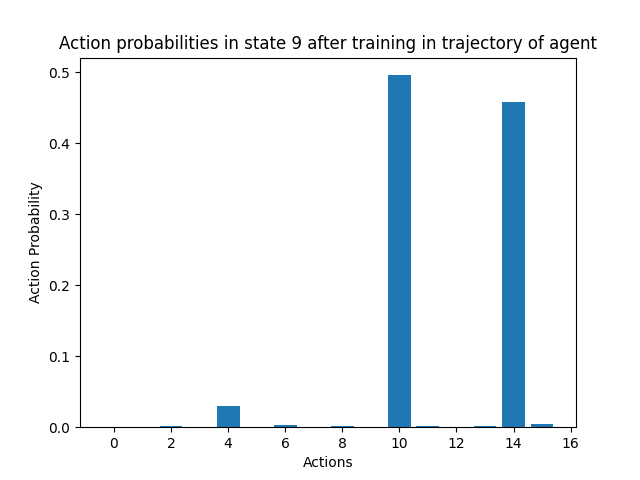 Action probabilities in state 9 after training in trajectory of agent
0.5
0.4
0.3
0.2
0.1
0.0
Action Probability
0 2 4 6 8 10 12 14 16
Actions